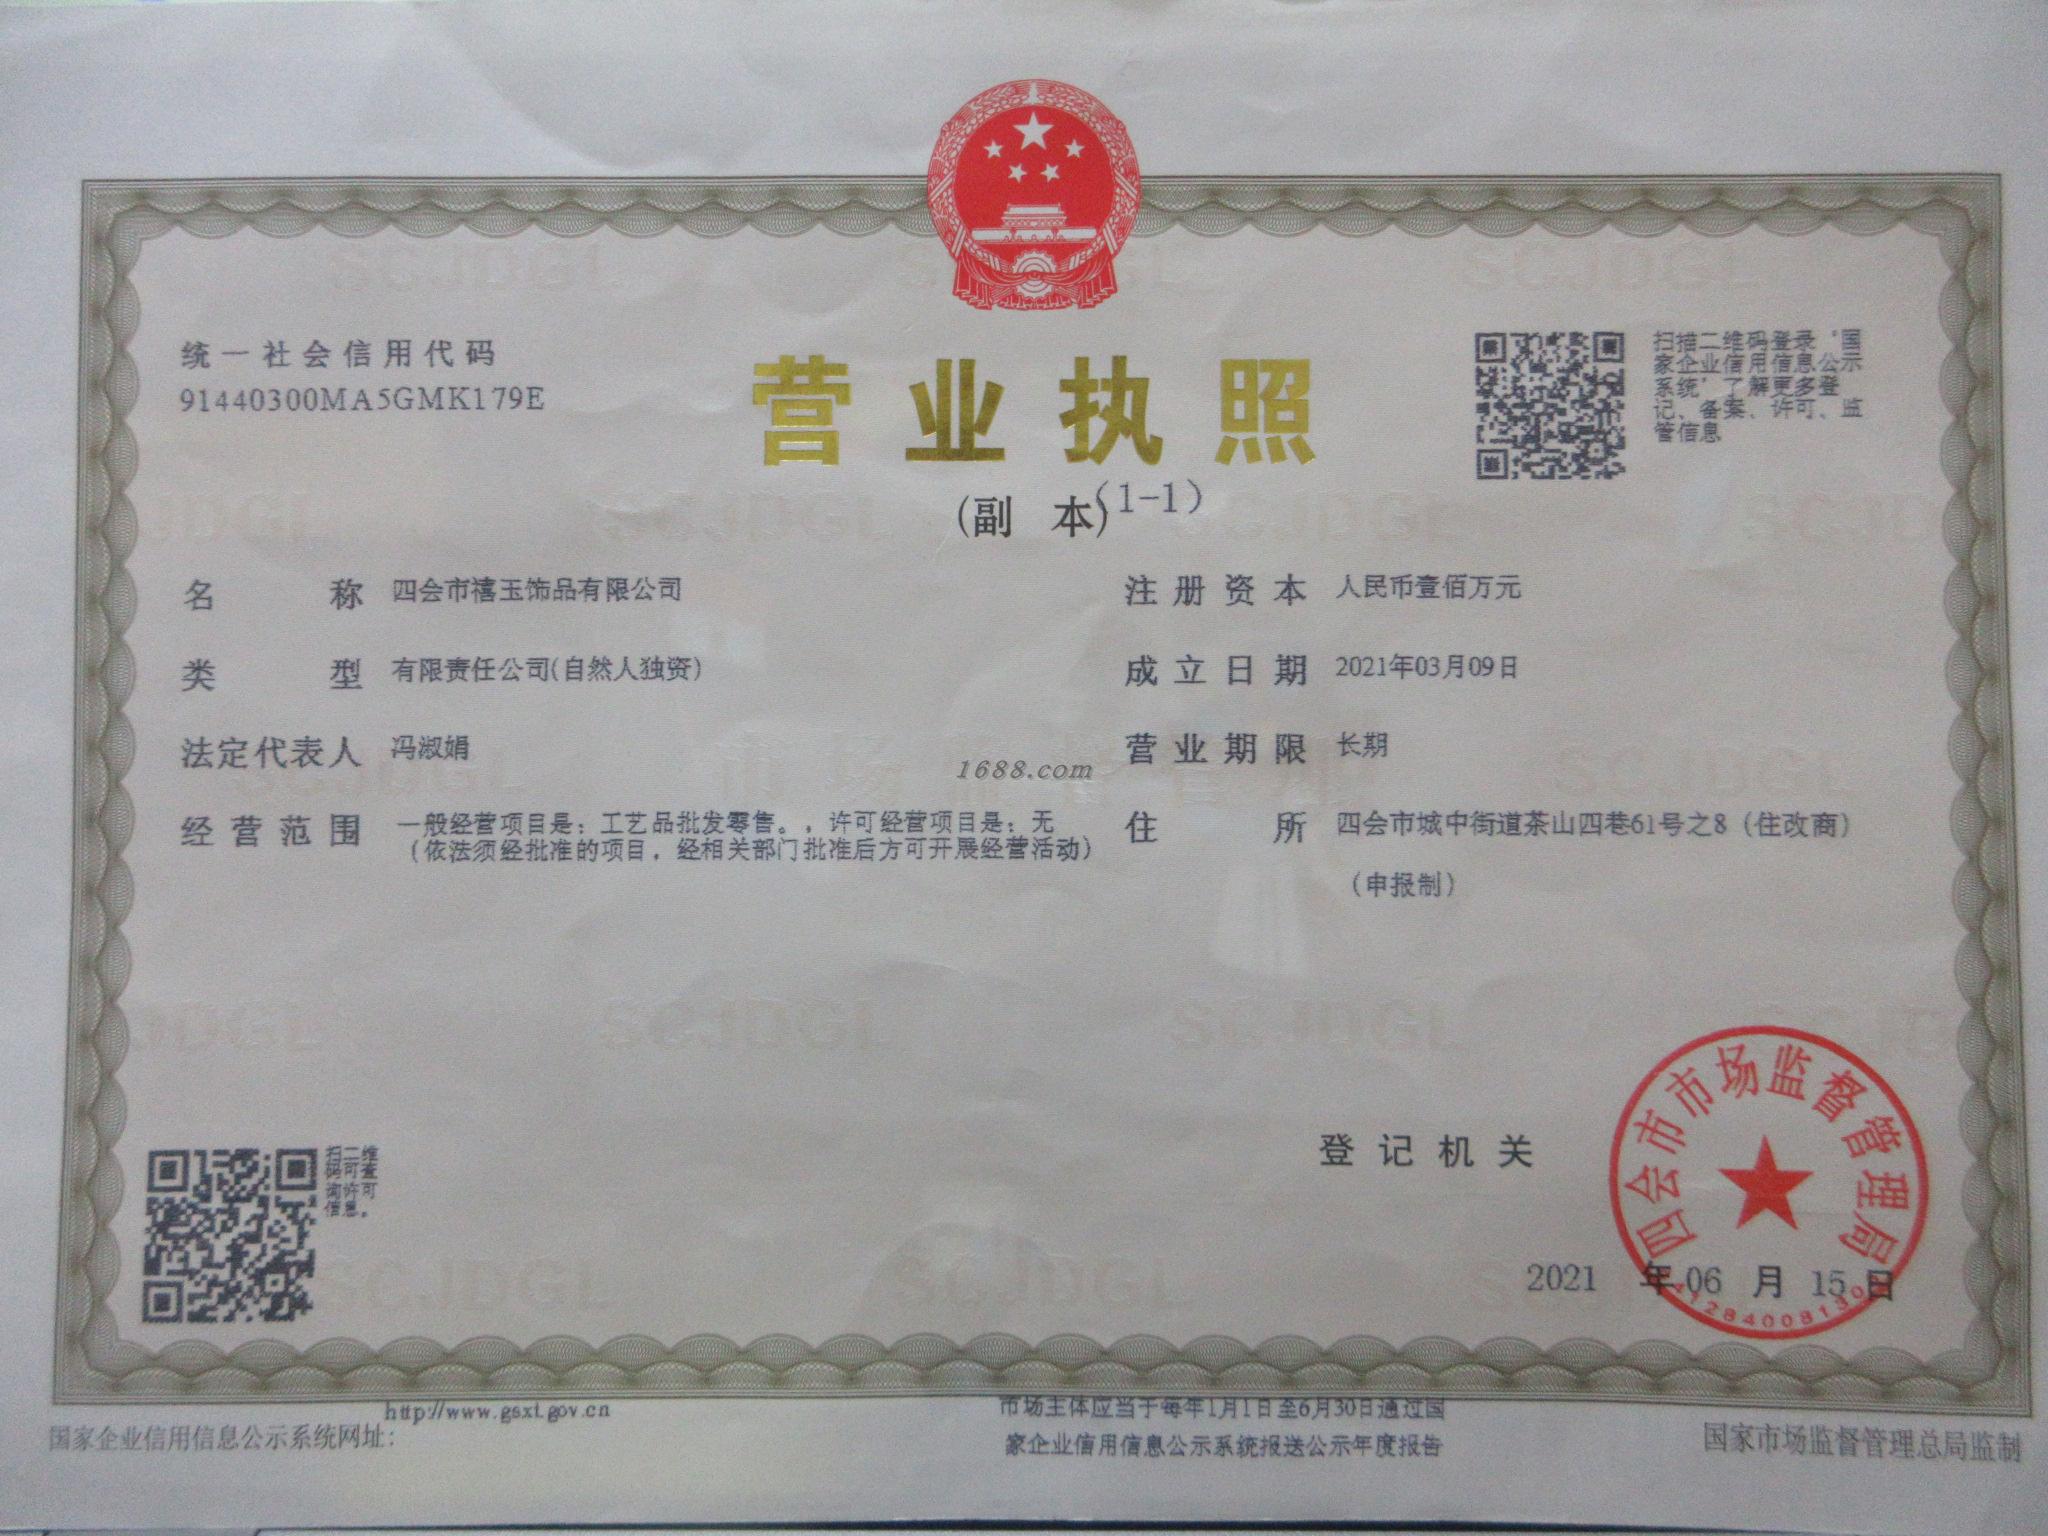 统一社会信用代码
91440300MA5GMK179E
营业执照
(副 本)(1-1)
扫描二维码登录‘国
家企业信用信息公示
系统’了解更多登
记、备案、许可、监
管信息
名 称 四会市禧玉饰品有限公司
类 型 有限责任公司(自然人独资)
法定代表人 冯淑娟
经营范围 一般经营项目是:工艺品批发零售。,许可经营项目是:无
(依法须经批准的项目,经相关部门批准后方可开展经营活动)
注册资本 人民币壹佰万元
成立日期 2021年03月09日
营业期限 长期
住 所 四会市城中街道茶山四巷61号之8(住改商)
(申报制)
1688.com
扫二维
码可查
询许可
信息。
登记机关
四会市市场监督管理局
2021 年 06 月 15 日
国家企业信用信息公示系统网址:
http://www.gsxt.gov.cn
市场主体应当于每年1月1日至6月30日通过国
家企业信用信息公示系统报送公示年度报告
国家市场监督管理总局监制
SCJDGL